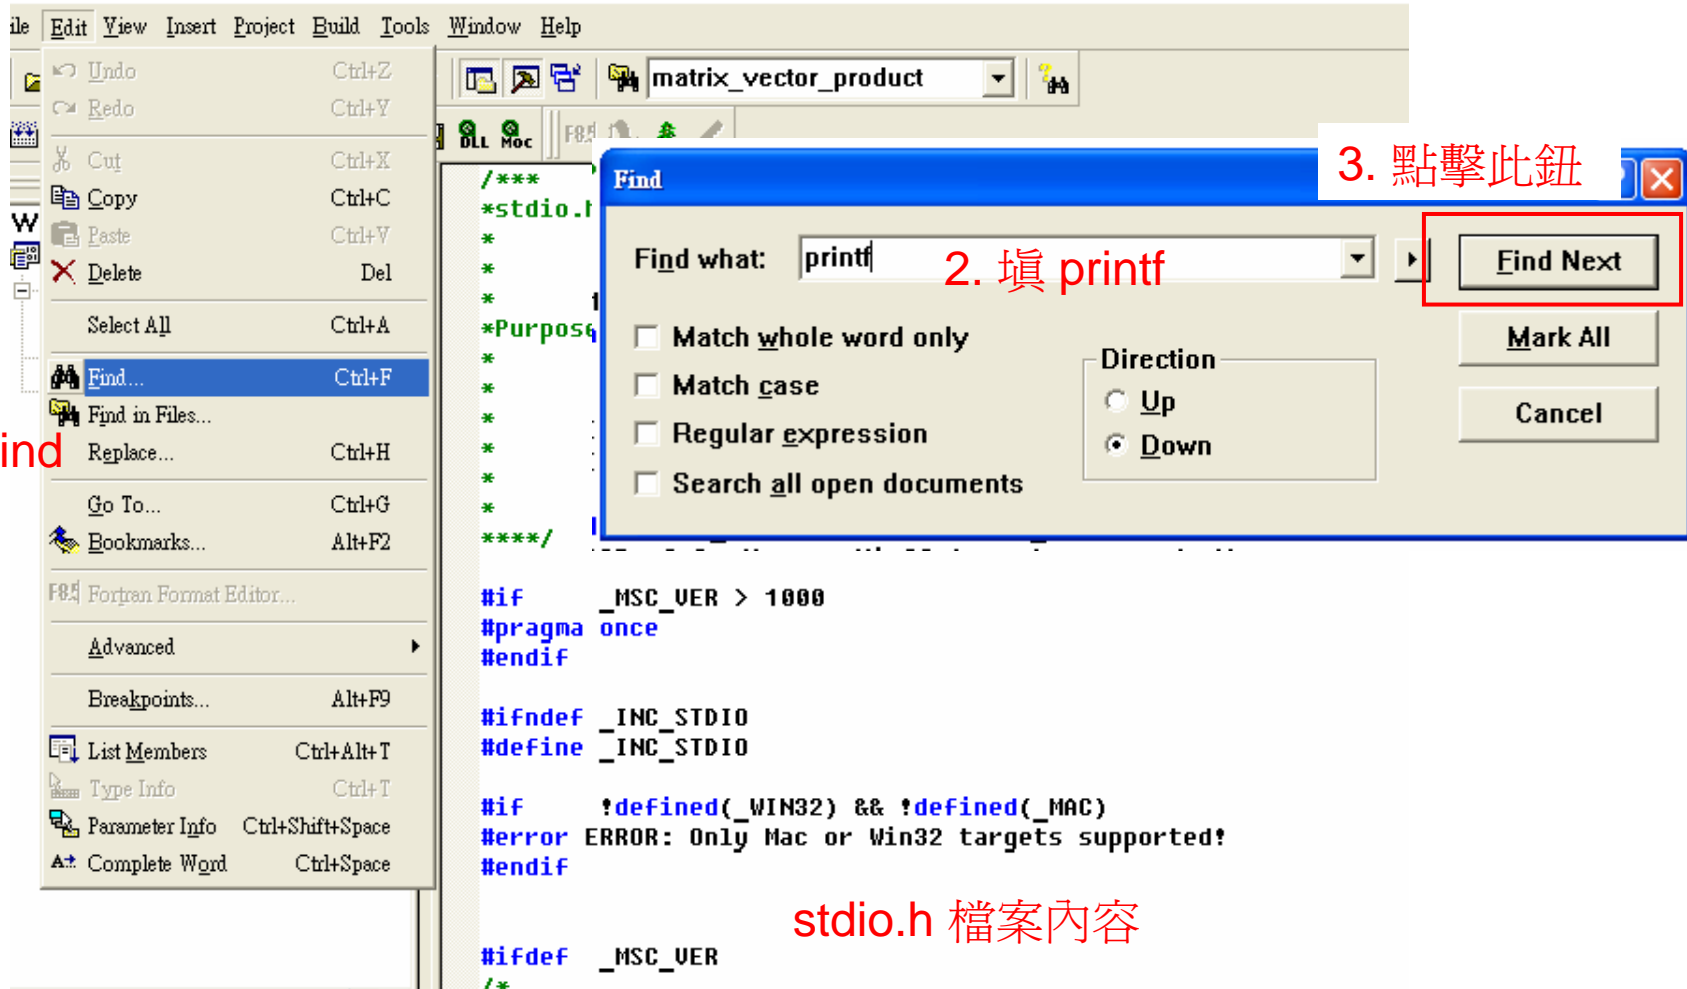 ile Edit View Insert Project Build Tools Window Help
matrix_vector_product
DLL Moc F85
Undo Ctrl+Z
Redo Ctrl+Y
Cut Ctrl+X
Copy Ctrl+C
Paste Ctrl+V
Delete Del
Select All Ctrl+A
Find... Ctrl+F
Find in Files...
Replace... Ctrl+H
Go To... Ctrl+G
Bookmarks... Alt+F2
F85 Fortran Format Editor...
Advanced
Breakpoints... Alt+F9
List Members Ctrl+Alt+T
Type Info Ctrl+T
Parameter Info Ctrl+Shift+Space
A.± Complete Word Ctrl+Space
W
ind
3. 點擊此鈕
Find
Find what: printf
2. 填 printf
Find Next
Match whole word only
Match case
Regular expression
Search all open documents
Direction
Up
Down
Mark All
Cancel
/***
*stdio.h
*
*
*
*Purpose
*
*
*
*
*
*
****/
#if _MSC_VER > 1000
#pragma once
#endif
#ifndef _INC_STDIO
#define _INC_STDIO
#if !defined(_WIN32) && !defined(_MAC)
#error ERROR: Only Mac or Win32 targets supported!
#endif
stdio.h 檔案內容
#ifdef _MSC_VER
/*